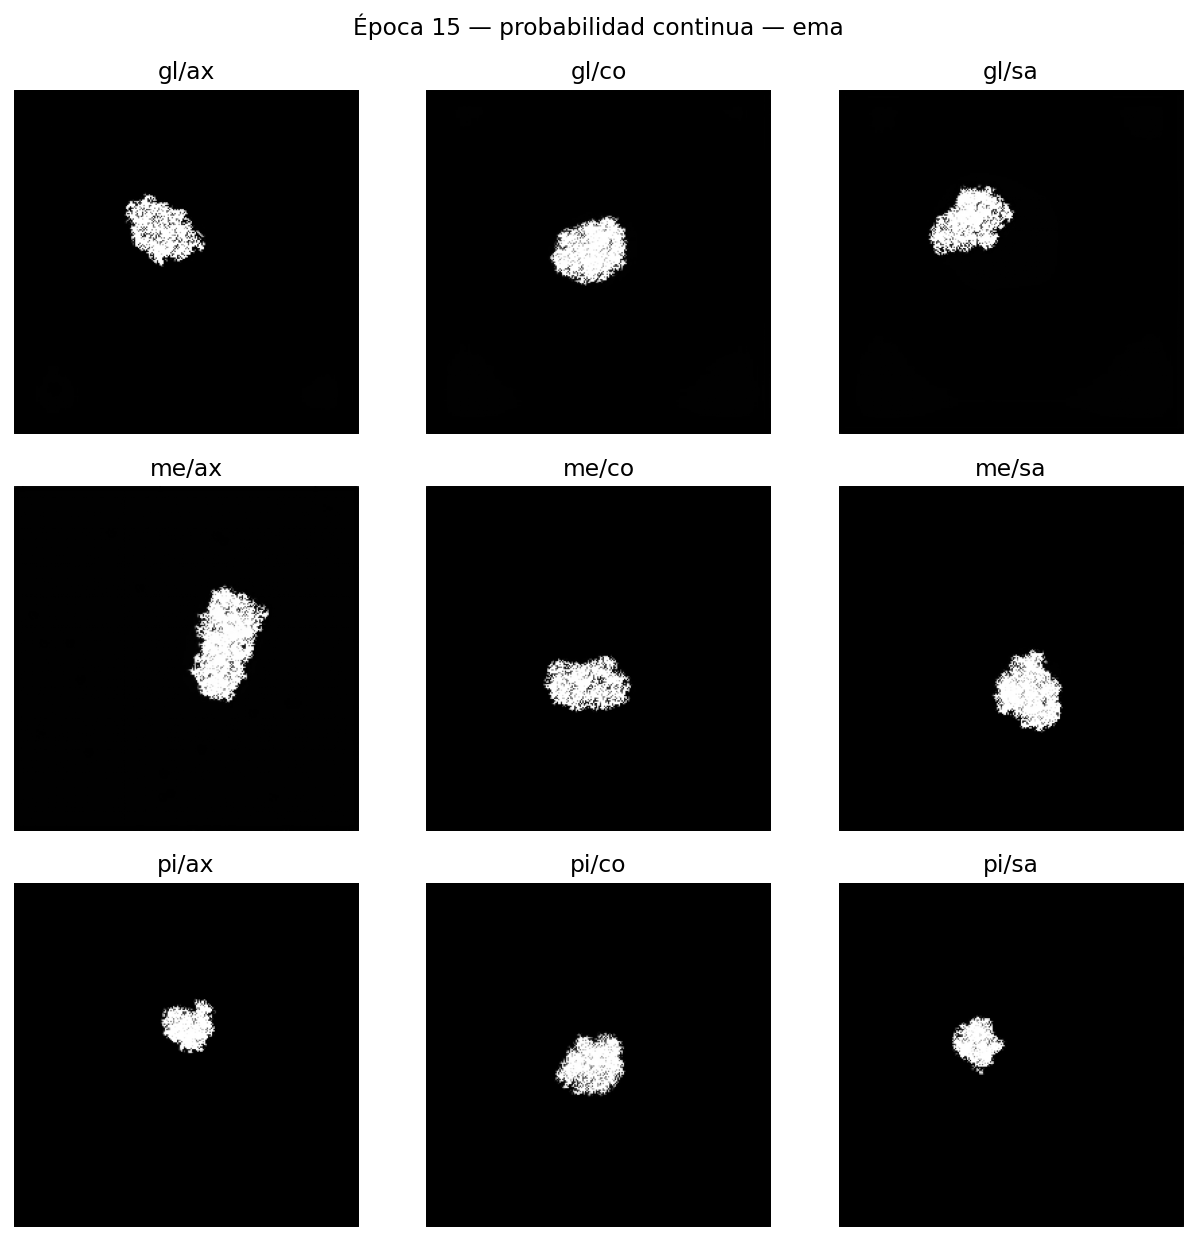 Época 15 — probabilidad continua — ema
gl/ax
gl/co
gl/sa
me/ax
me/co
me/sa
pi/ax
pi/co
pi/sa